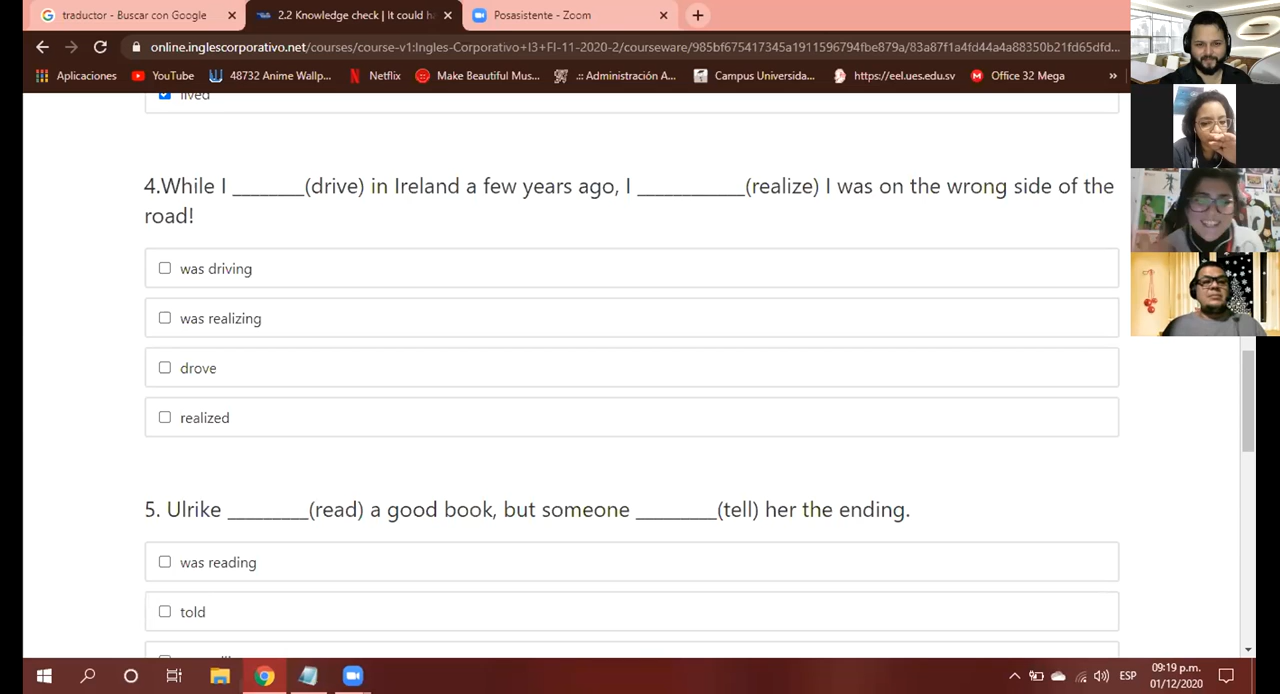 traductor - Buscar con Google
2.2 Knowledge check | It could ha
Posasistente - Zoom
online.inglescorporativo.net/courses/course-v1:Ingles-Corporativo+I3+FI-11-2020-2/courseware/985bf675417345a1911596794fbe879a/83a87f1a4fd44a4a88350b21fd65dfd...
Aplicaciones YouTube 48732 Anime Wallp... Netflix Make Beautiful Mus... .:: Administración A... Campus Universida... https://eel.ues.edu.sv Office 32 Mega »
lived
4.While I ________(drive) in Ireland a few years ago, I ____________(realize) I was on the wrong side of the
road!
was driving
was realizing
drove
realized
5. Ulrike _________(read) a good book, but someone _________(tell) her the ending.
was reading
told
ESP
09:19 p.m.
01/12/2020